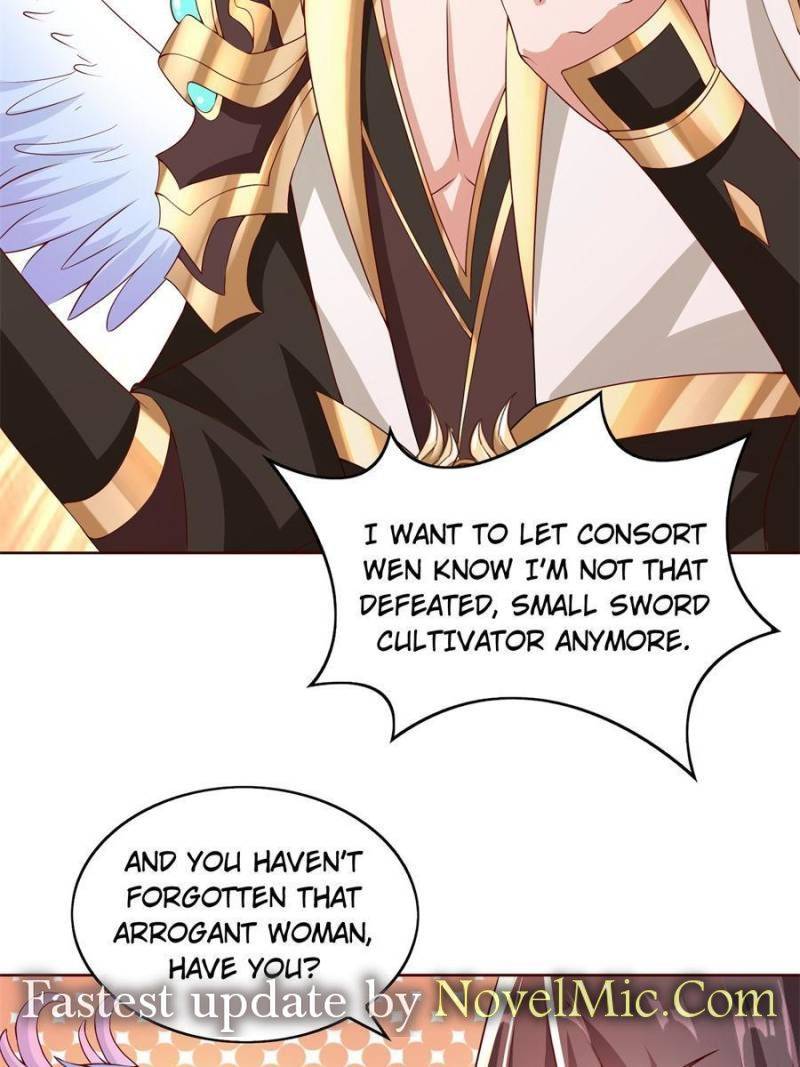 I WANT TO LET CONSORT
WEN KNOW I'M NOT THAT
DEFEATED, SMALL SWORD
CULTIVATOR ANYMORE.
AND YOU HAVEN'T
FORGOTTEN THAT
ARROGANT WOMAN,
HAVE YOU?
Fastest update by NovelMic.Com